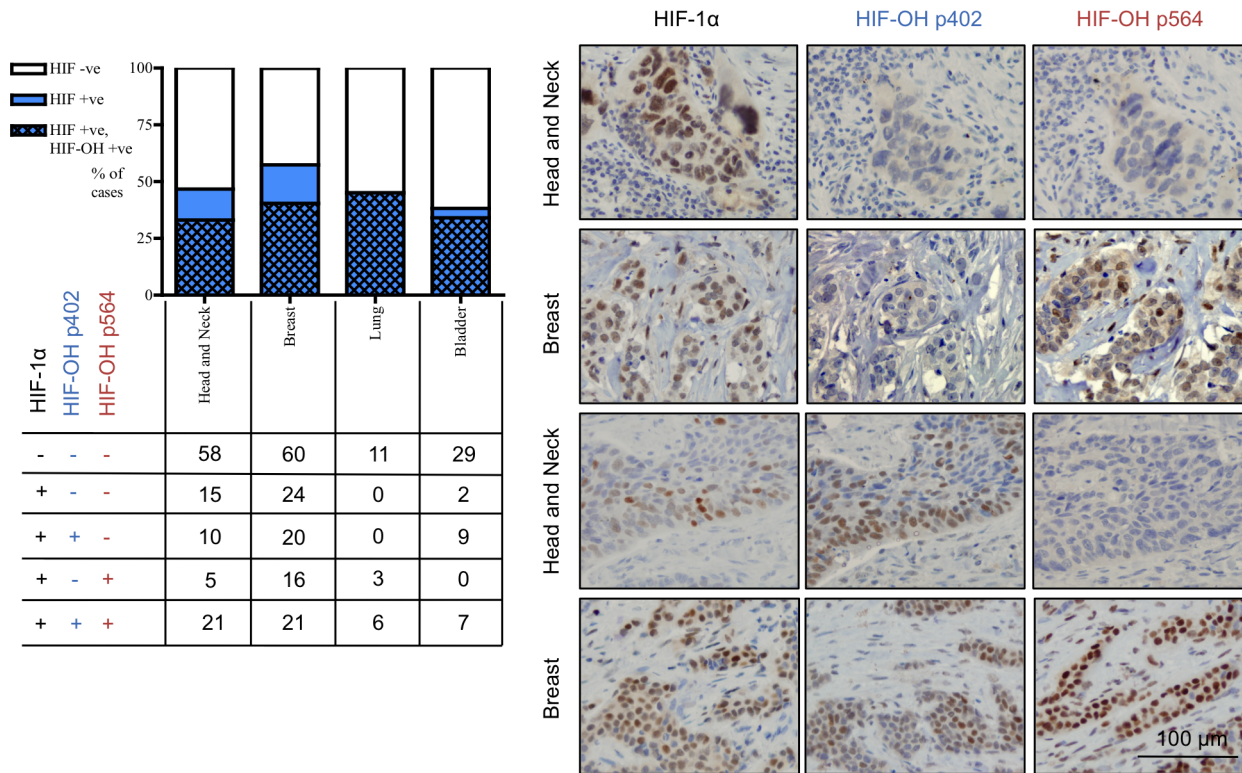 HIF-1α HIF-OH p402 HIF-OH p564
HIF -ve
HIF +ve
HIF +ve,
HIF-OH +ve
% of
cases
100
75
50
25
0
Head and Neck
Breast
Lung
Bladder
HIF-1α
HIF-OH p402
HIF-OH p564
- - - 58 60 11 29
+ - - 15 24 0 2
+ + - 10 20 0 9
+ - + 5 16 3 0
+ + + 21 21 6 7
Head and Neck
Breast
Head and Neck
Breast
100 µm